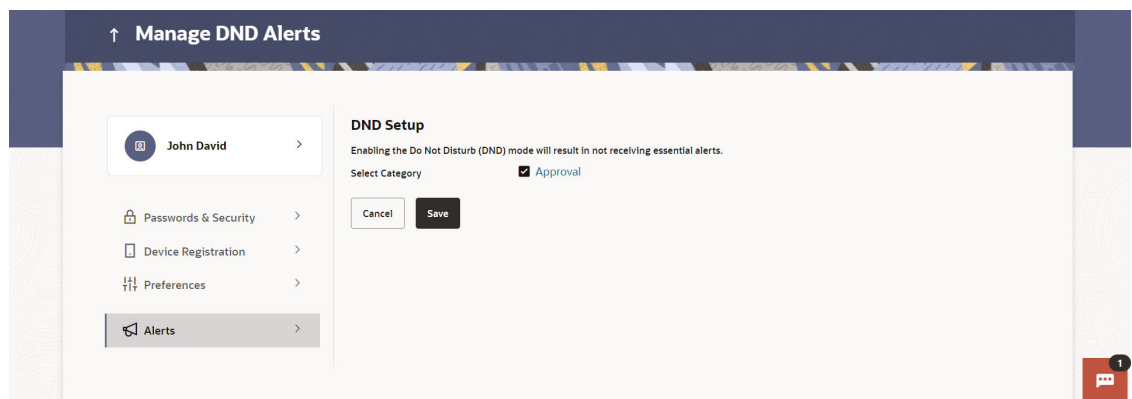 Manage DND Alerts
John David
Passwords & Security
Device Registration
Preferences
Alerts
DND Setup
Enabling the Do Not Disturb (DND) mode will result in not receiving essential alerts.
Select Category
Approval
Cancel
Save
1